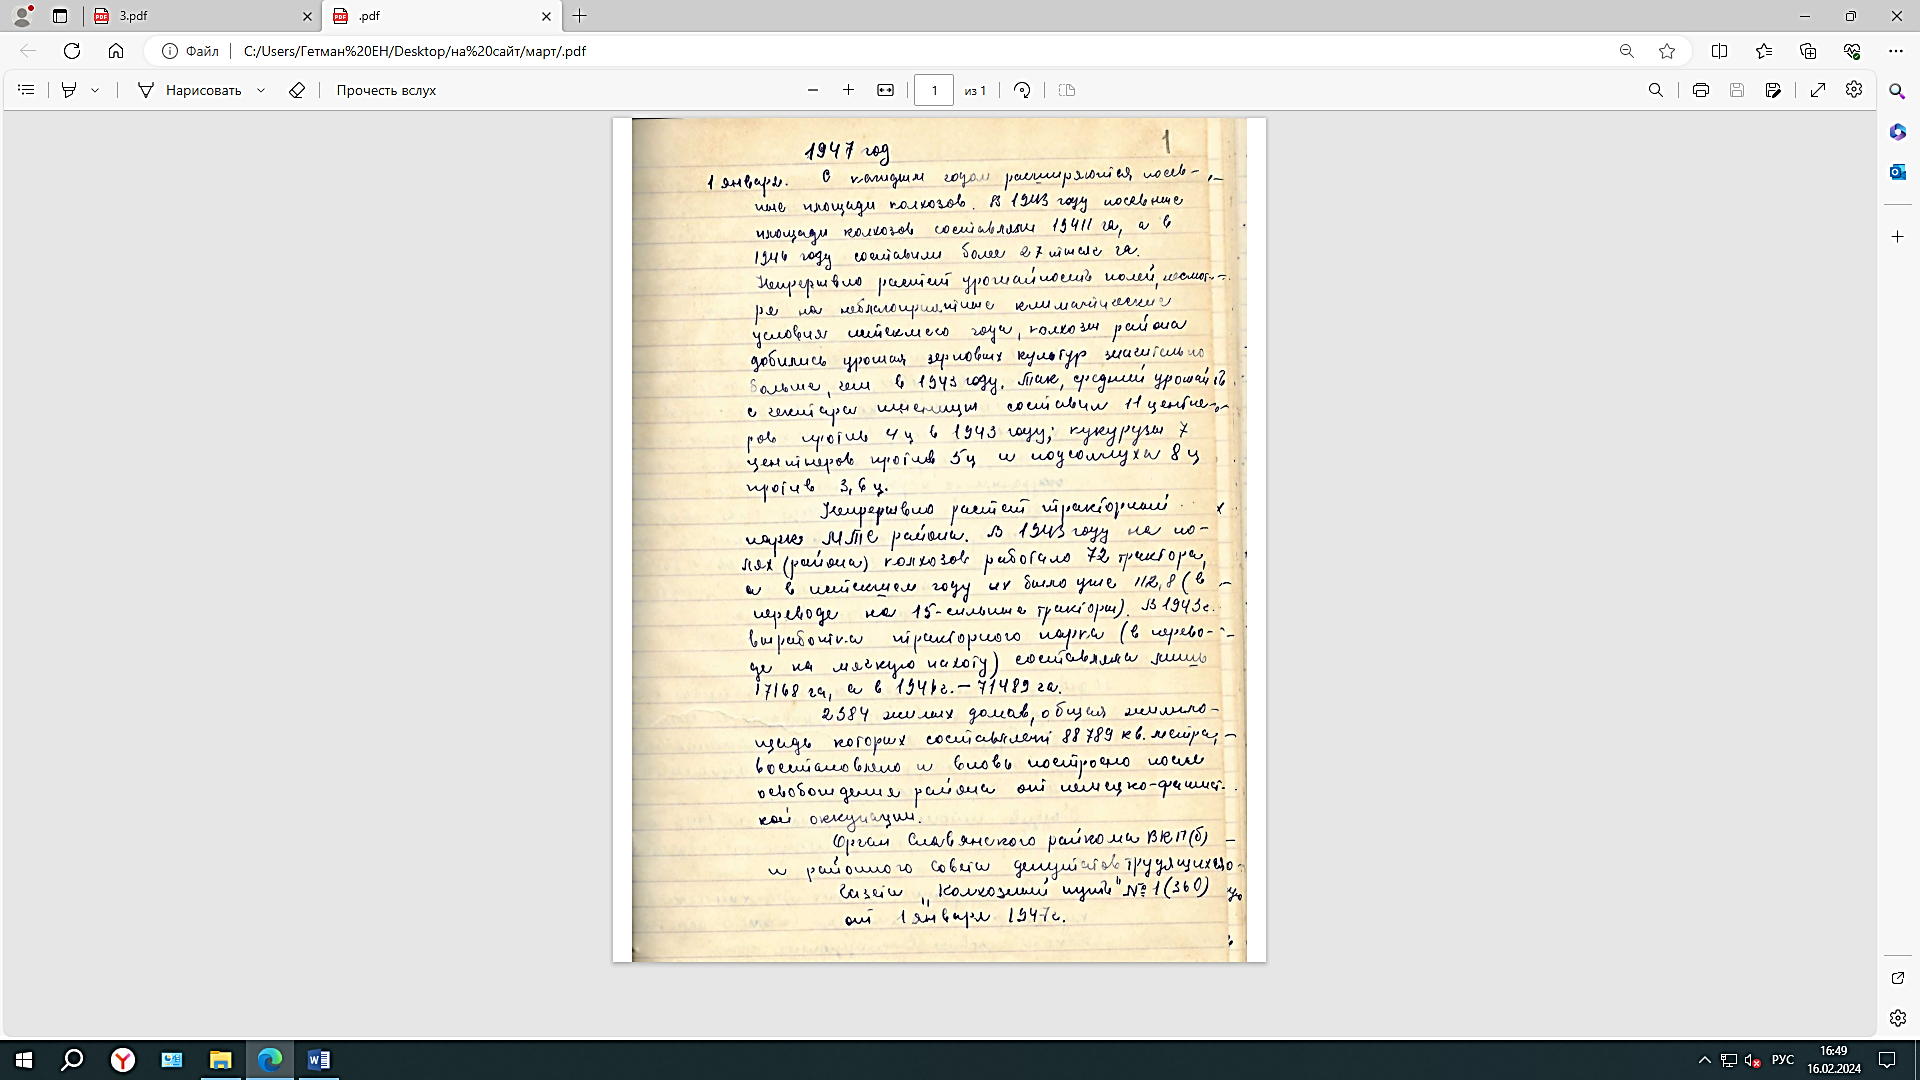 3.pdf
.pdf
Файл
C:/Users/Гетман%20ЕН/Desktop/на%20сайт/март/.pdf
Нарисовать
Прочесть вслух
1
из 1
1
1947 год
1 января. С каждым годом расширяются посев-
ные площади колхозов. В 1943 году посевные
площади колхозов составляли 19411 га, а в
1946 году составили более 27 тысяч га.
Непрерывно растет урожайность полей, несмот-
ря на неблагоприятные климатические
условия истекшего года, колхозы района
добились урожая зерновых культур значительно
больше, чем в 1943 году. Так, средний урожай
с гектара пшеницы составил 11 центне-
ров против 4 ц в 1943 году; кукурузы 7
центнеров против 5ц и подсолнуха 8 ц
против 3,6 ц.
Непрерывно растет тракторный
парк МТС района. В 1943 году на по-
лях (района) колхозов работало 72 трактора,
а в истекшем году их было уже 112,8 (в
переводе на 15-сильные тракторы). В 1943г.
выработка тракторного парка (в перево-
де на мягкую пахоту) составляла лишь
17168 га, а в 1946г. – 71489 га.
2384 жилых домов, общая жилпло-
щадь которых составляет 88789 кв. метра,
восстановлено и вновь построено после
освобождения района от немецко-фашист.
кой оккупации.
Орган Славянского райкома ВКП(б)
и районного совета депутатов трудящихся
газета "Колхозный путь" № 1 (360)
от 1 января 1947г.
РУС
16:49
16.02.2024